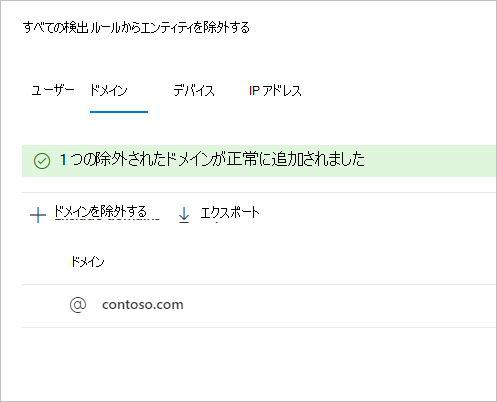 すべての検出 ルールからエンティティを除外する
ユーザー ドメイン デバイス IP アドレス
1 つの除外されたドメインが正常に追加されました
ドメインを除外する エクスポート
ドメイン
@ contoso.com